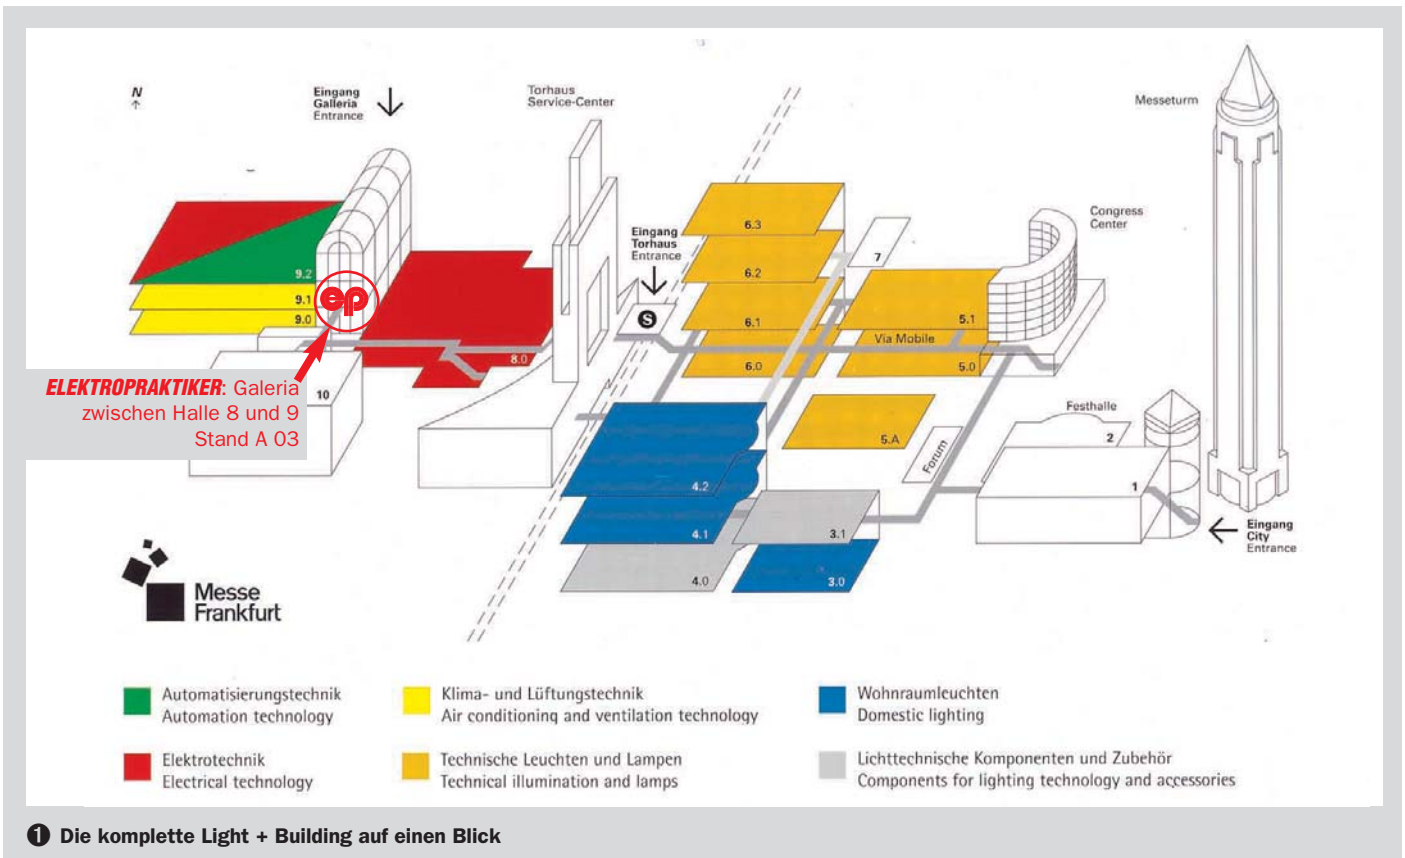 N
Eingang
Galleria
Entrance
Torhaus
Service-Center
Messeturm
Congress
Center
Eingang
Torhaus
Entrance
S
7
6.3
6.2
6.1
6.0
9.2
9.1
9.0
ep
8.0
5.1
Via Mobile
5.0
10
ELEKTROPRAKTIKER: Galeria
zwischen Halle 8 und 9
Stand A 03
Festhalle
2
5.A
Forum
1
4.2
4.1
4.0
3.1
3.0
Eingang
City
Entrance
Messe
Frankfurt
Automatisierungstechnik
Automation technology
Klima- und Lüftungstechnik
Air conditioning and ventilation technology
Wohnraumleuchten
Domestic lighting
Elektrotechnik
Electrical technology
Technische Leuchten und Lampen
Technical illumination and lamps
Lichttechnische Komponenten und Zubehör
Components for lighting technology and accessories
1 Die komplette Light + Building auf einen Blick